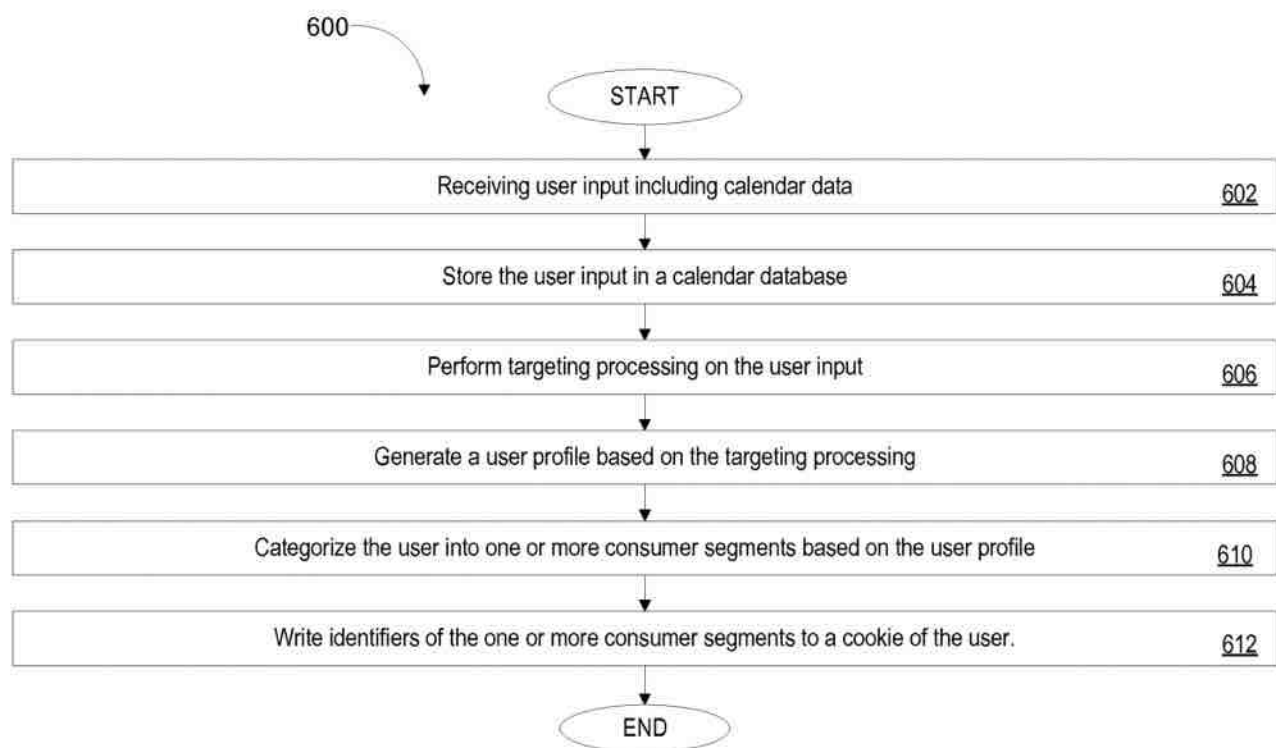 600
START
Receiving user input including calendar data
602
Store the user input in a calendar database
604
Perform targeting processing on the user input
606
Generate a user profile based on the targeting processing
608
Categorize the user into one or more consumer segments based on the user profile
610
Write identifiers of the one or more consumer segments to a cookie of the user.
612
END